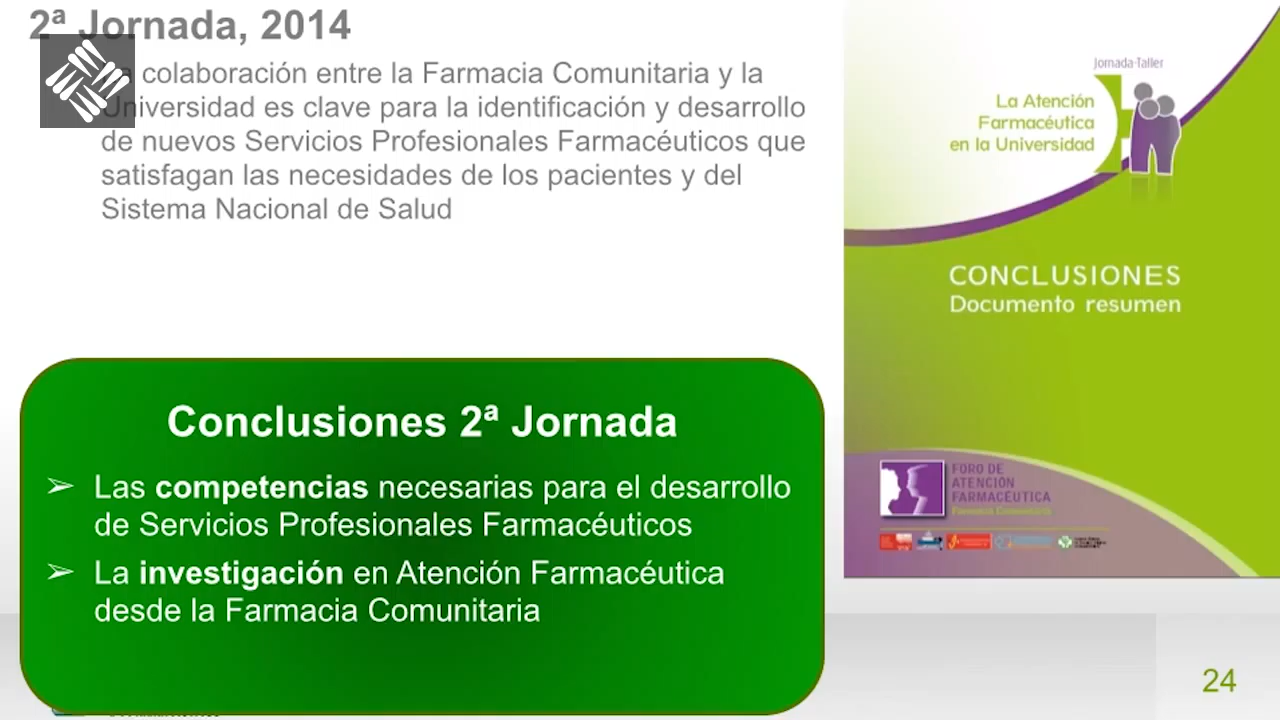 2ª Jornada, 2014
colaboración entre la Farmacia Comunitaria y la
Universidad es clave para la identificación y desarrollo
de nuevos Servicios Profesionales Farmacéuticos que
satisfagan las necesidades de los pacientes y del
Sistema Nacional de Salud
Conclusiones 2ª Jornada
➢ Las competencias necesarias para el desarrollo
de Servicios Profesionales Farmacéuticos
➢ La investigación en Atención Farmacéutica
desde la Farmacia Comunitaria
Jornada-Taller
La Atención
Farmacéutica
en la Universidad
CONCLUSIONES
Documento resumen
FORO DE
ATENCIÓN
FARMACÉUTICA
Farmacia Comunitaria
24